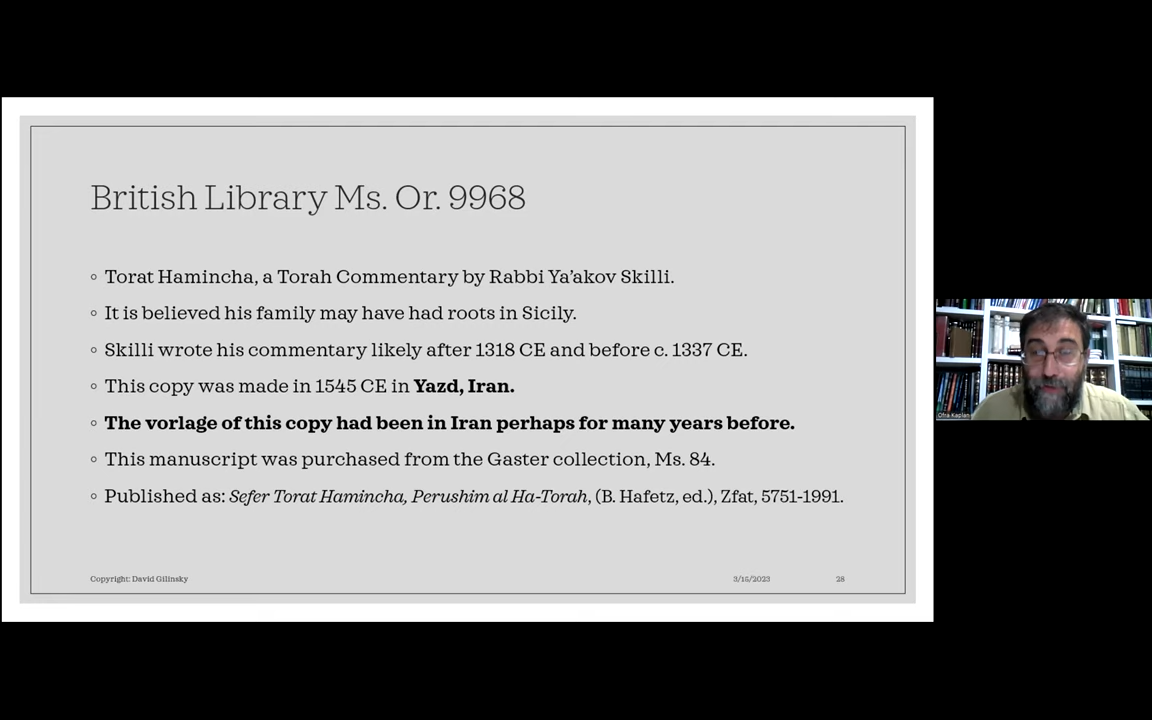 British Library Ms. Or. 9968
Torat Hamincha, a Torah Commentary by Rabbi Ya’akov Skilli.
It is believed his family may have had roots in Sicily.
Skilli wrote his commentary likely after 1318 CE and before c. 1337 CE.
This copy was made in 1545 CE in Yazd, Iran.
The vorlage of this copy had been in Iran perhaps for many years before.
This manuscript was purchased from the Gaster collection, Ms. 84.
Published as: Sefer Torat Hamincha, Perushim al Ha-Torah, (B. Hafetz, ed.), Zfat, 5751-1991.
Copyright: David Gilinsky 3/15/2023 28
Ofra Kaplan